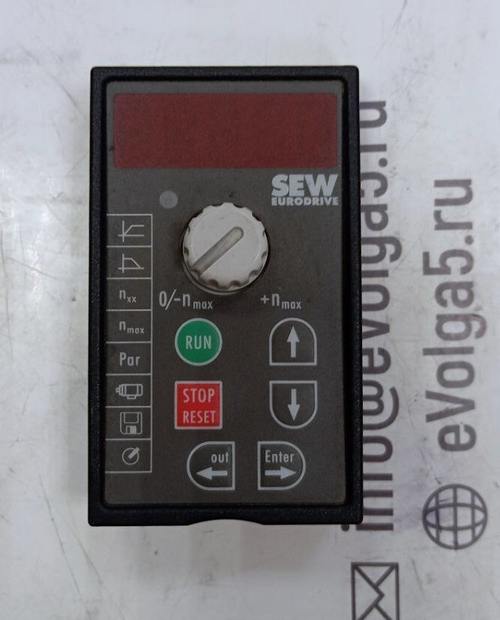 SEW
EURODRIVE
n xx
n max
Par
0/-n max
+n max
RUN
STOP
RESET
out
Enter
info@evolga5.ru
eVolga5.ru